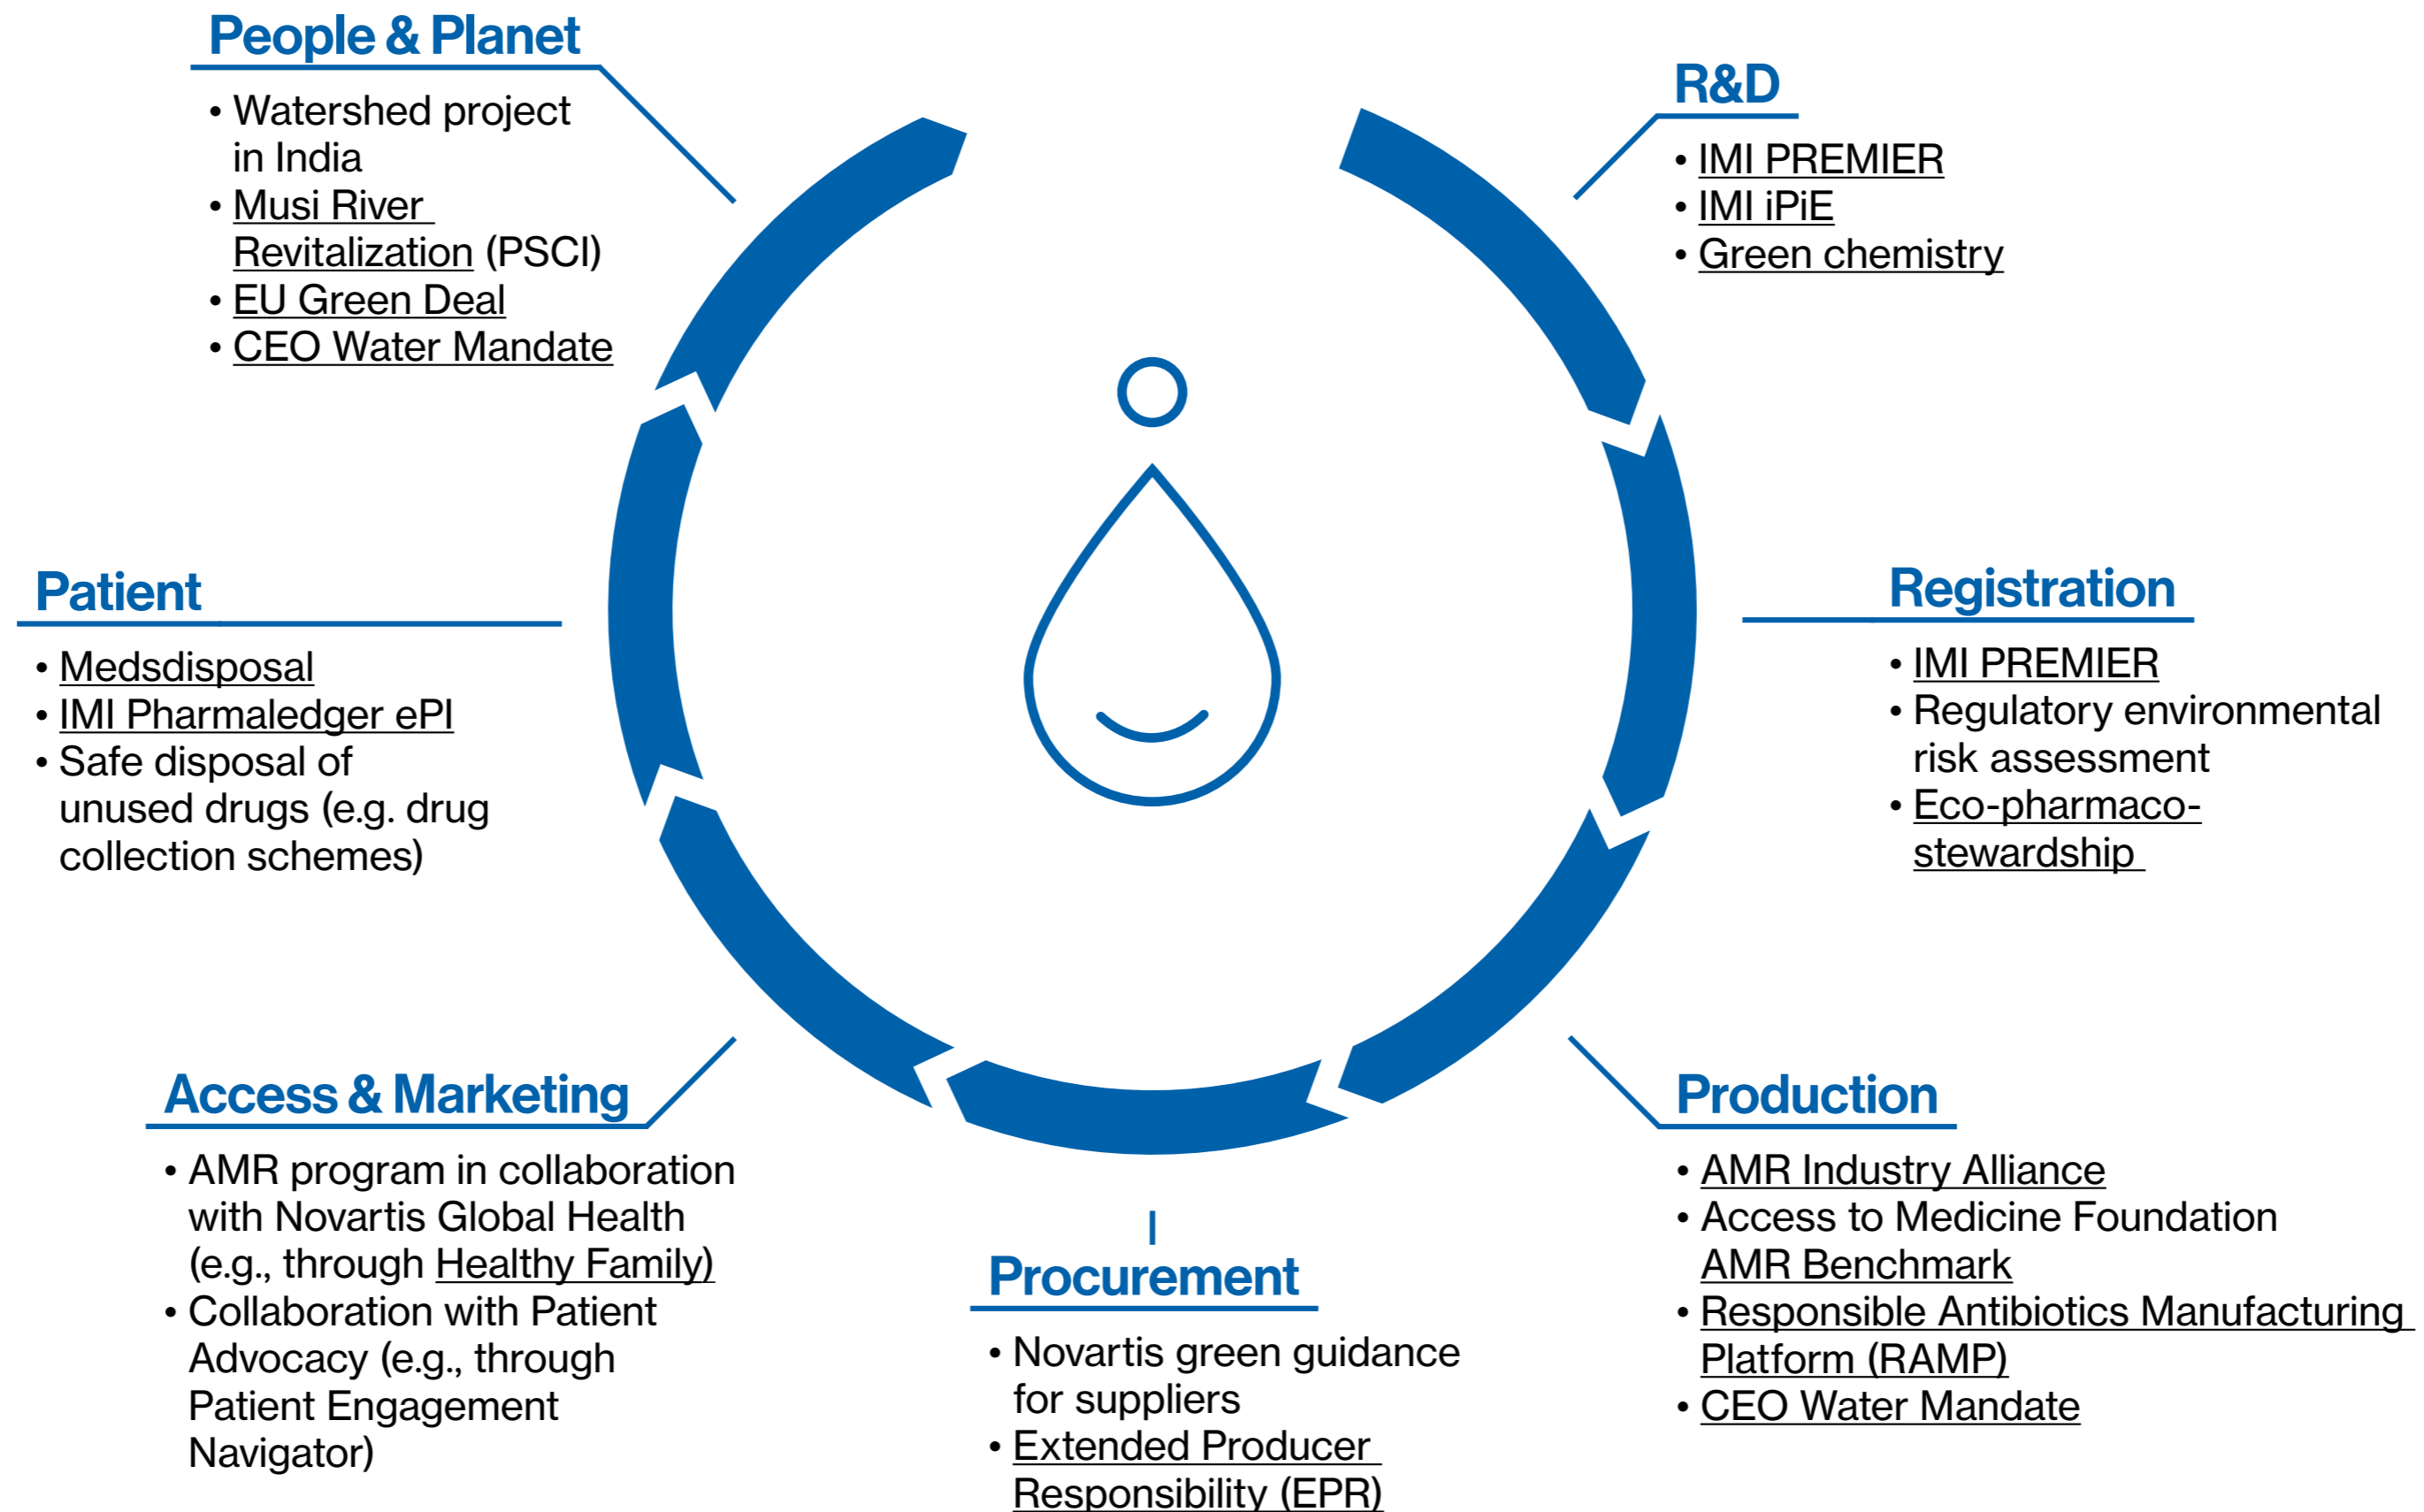 People & Planet
• Watershed project
in India
• Musi River
Revitalization (PSCI)
• EU Green Deal
• CEO Water Mandate
R&D
• IMI PREMIER
• IMI iPiE
• Green chemistry
Patient
• Medsdisposal
• IMI Pharmaledger ePI
• Safe disposal of
unused drugs (e.g. drug
collection schemes)
Registration
• IMI PREMIER
• Regulatory environmental
risk assessment
• Eco-pharmaco-
stewardship
Access & Marketing
• AMR program in collaboration
with Novartis Global Health
(e.g., through Healthy Family)
• Collaboration with Patient
Advocacy (e.g., through
Patient Engagement
Navigator)
Procurement
• Novartis green guidance
for suppliers
• Extended Producer
Responsibility (EPR)
Production
• AMR Industry Alliance
• Access to Medicine Foundation
AMR Benchmark
• Responsible Antibiotics Manufacturing
Platform (RAMP)
• CEO Water Mandate